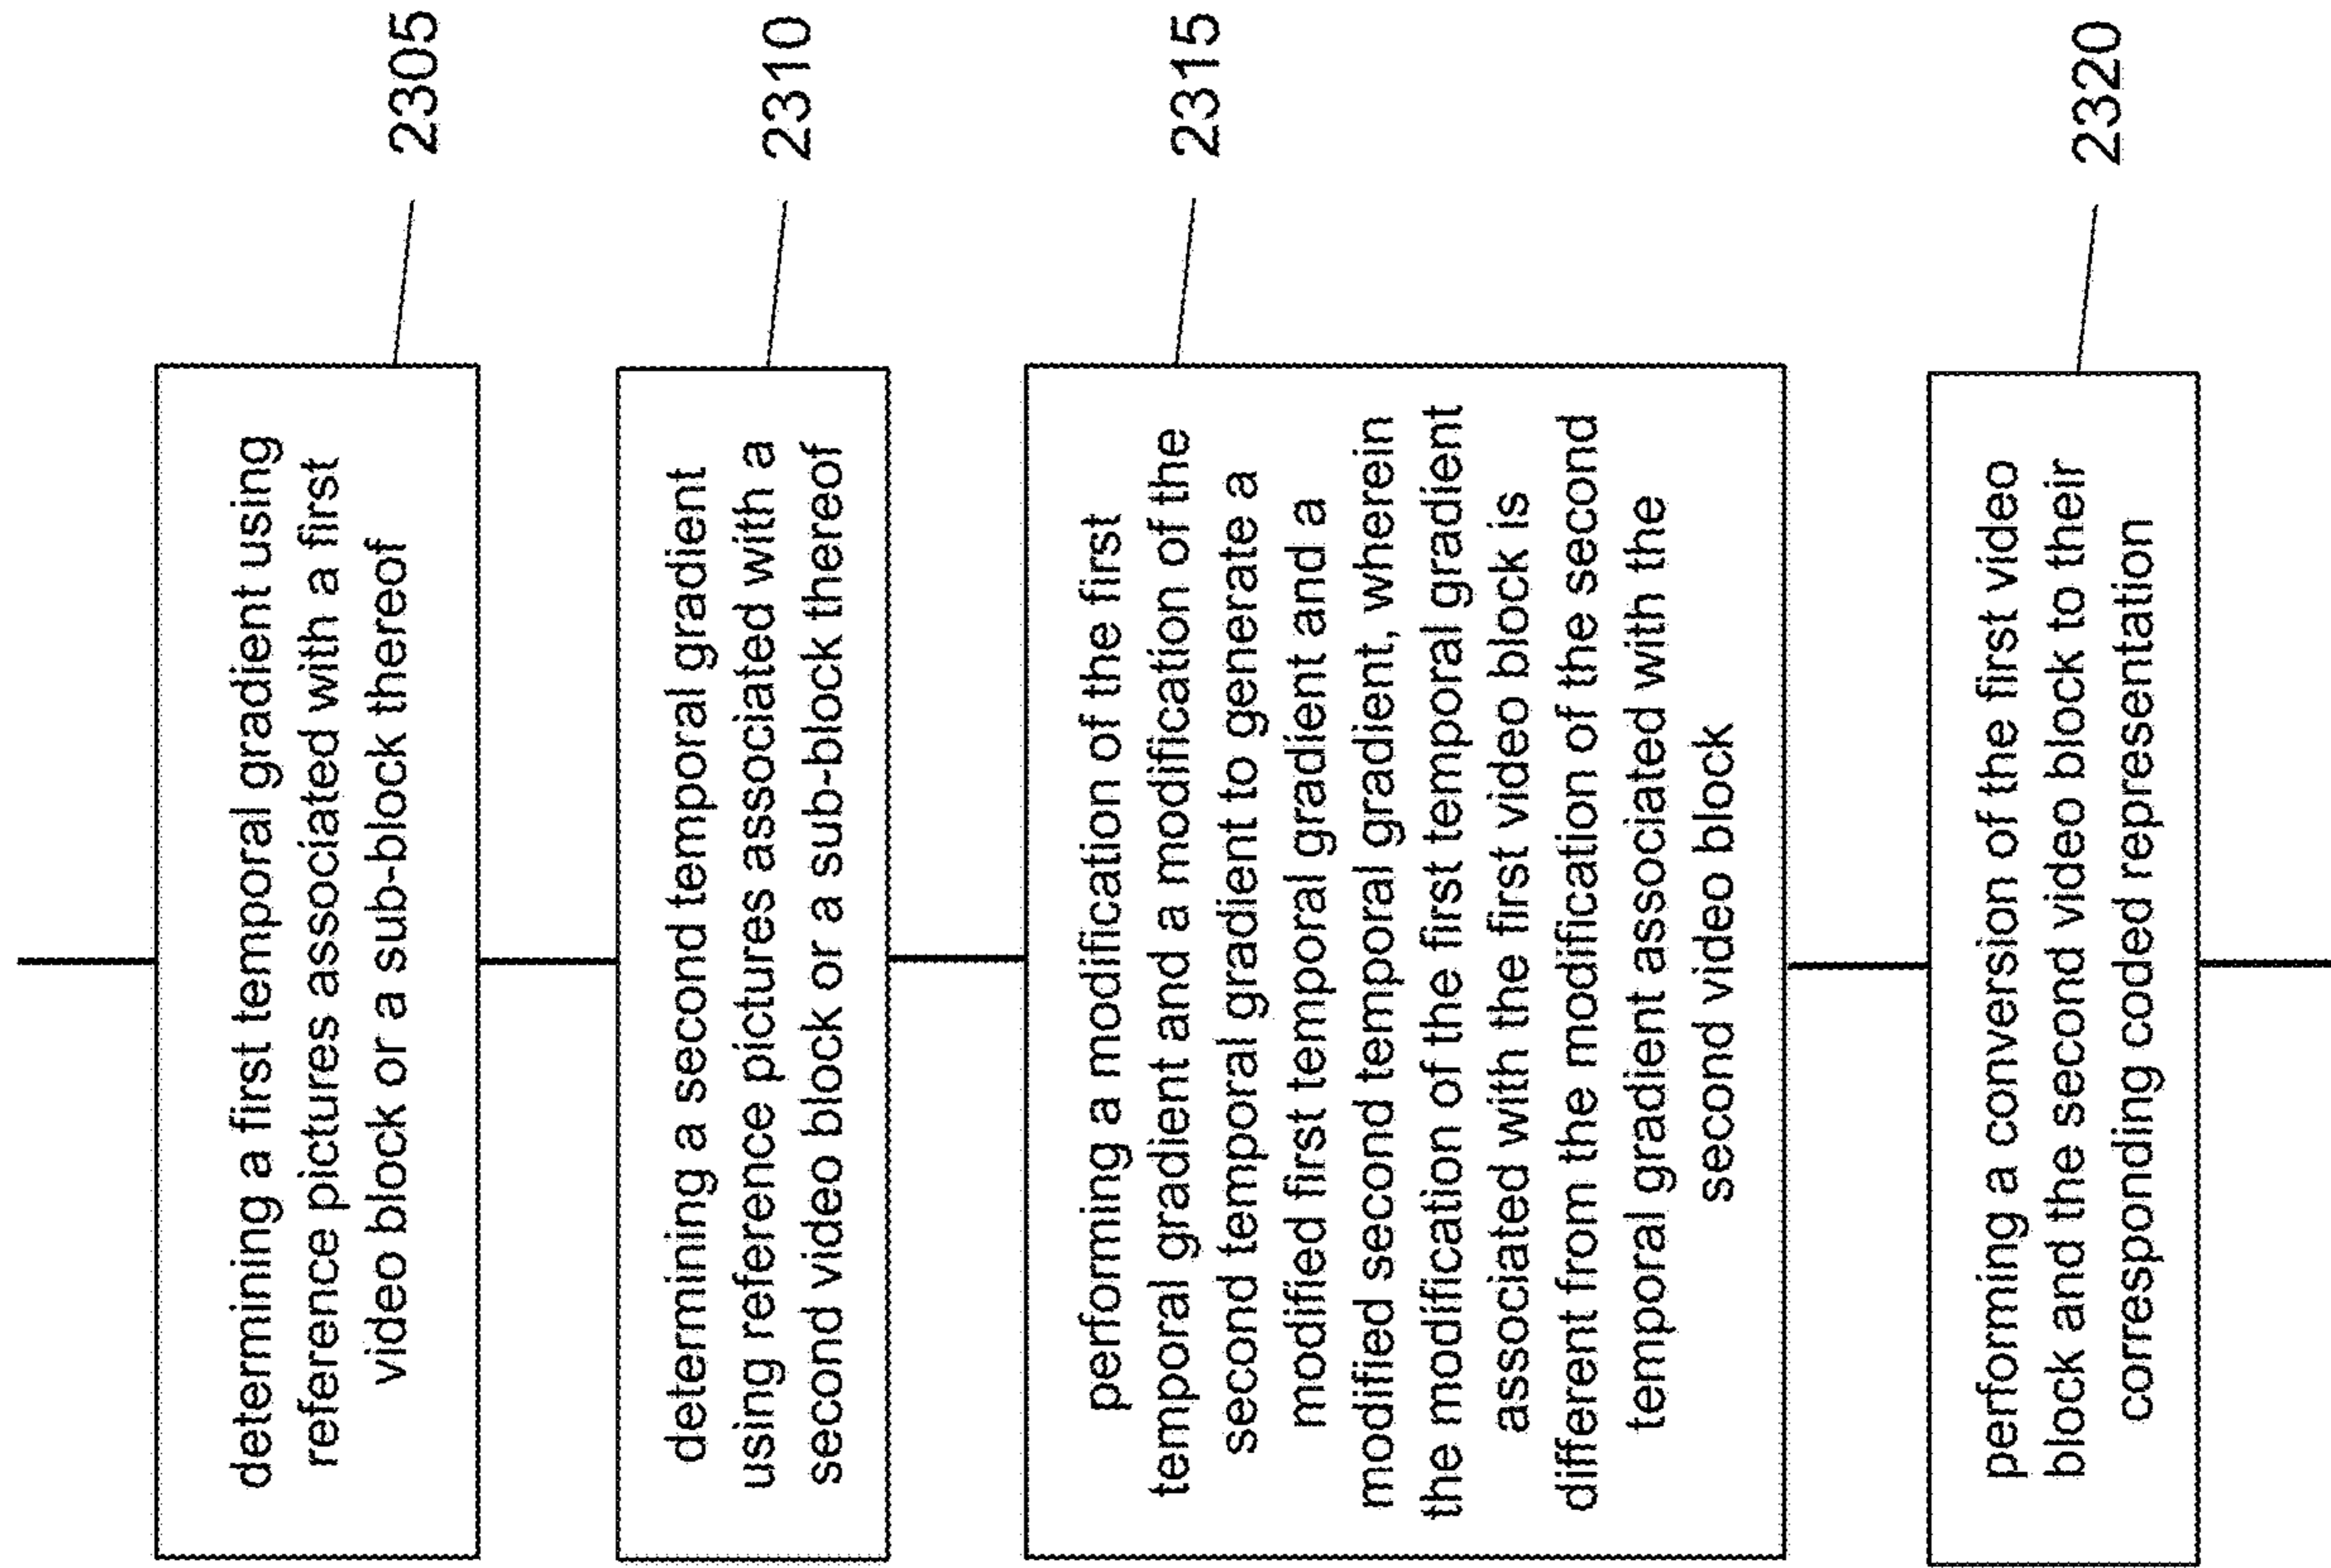 determining a first temporal gradient using
reference pictures associated with a first
video block or a sub-block thereof
2305
determining a second temporal gradient
using reference pictures associated with a
second video block or a sub-block thereof
2310
performing a modification of the first
temporal gradient and a modification of the
second temporal gradient to generate a
modified first temporal gradient and a
modified second temporal gradient, wherein
the modification of the first temporal gradient
associated with the first video block is
different from the modification of the second
temporal gradient associated with the
second video block
2315
performing a conversion of the first video
block and the second video block to their
corresponding coded representation
2320